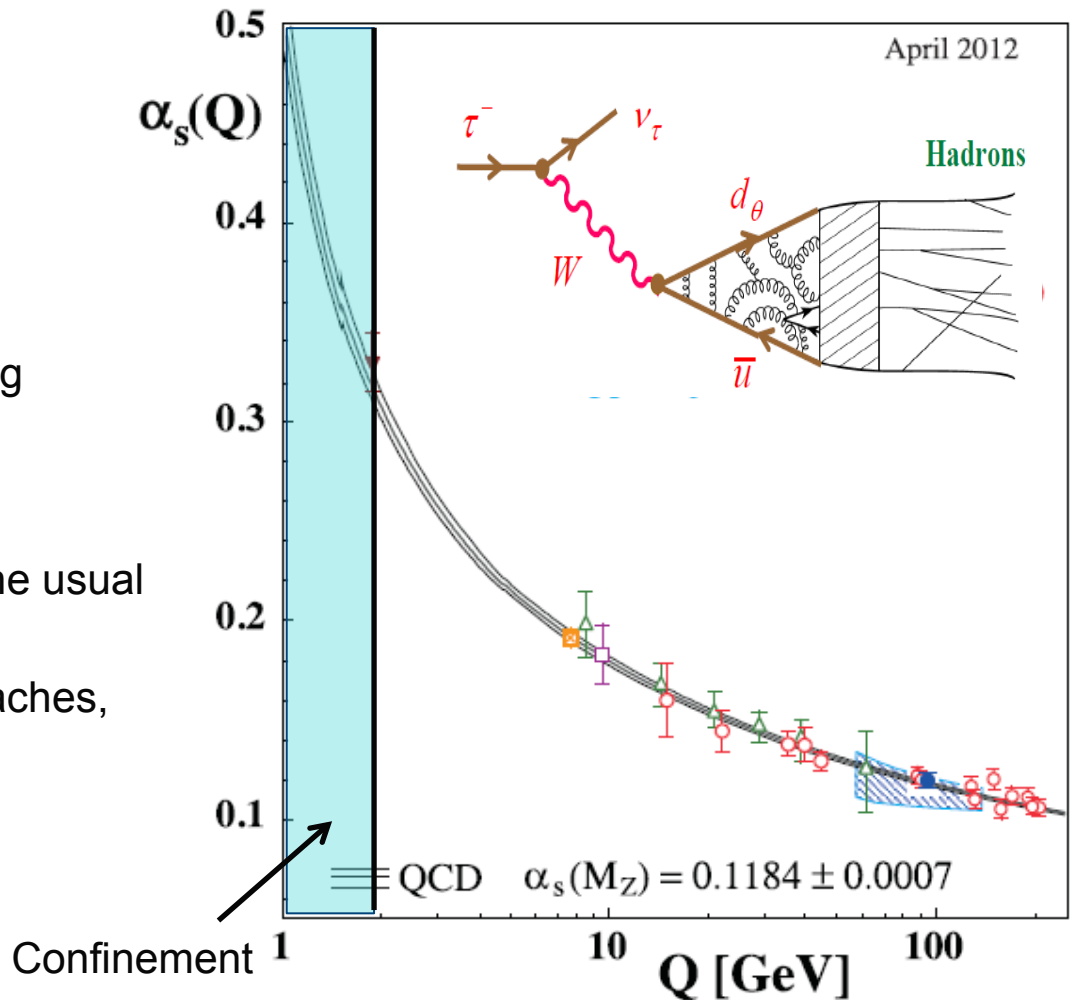 0.5
April 2012
αs(Q)
τ⁻
ντ
Hadrons
dθ
0.4
W
u̅
g
0.3
ne usual
0.2
aches,
0.1
QCD αs(MZ) = 0.1184 ± 0.0007
Confinement
1 10 100
Q [GeV]